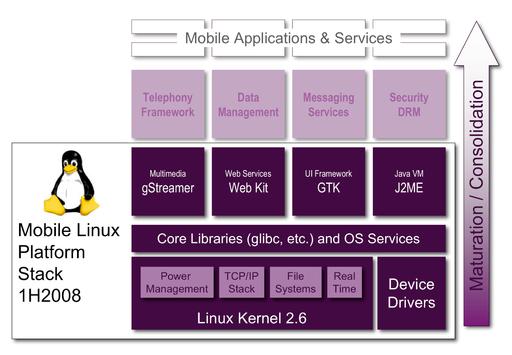 Mobile Applications & Services
Telephony
Framework
Data
Management
Messaging
Services
Security
DRM
Multimedia
gStreamer
Web Services
Web Kit
UI Framework
GTK
Java VM
J2ME
Mobile Linux
Platform
Stack
1H2008
Core Libraries (glibc, etc.) and OS Services
Power
Management
TCP/IP
Stack
File
Systems
Real
Time
Linux Kernel 2.6
Device
Drivers
Maturation / Consolidation